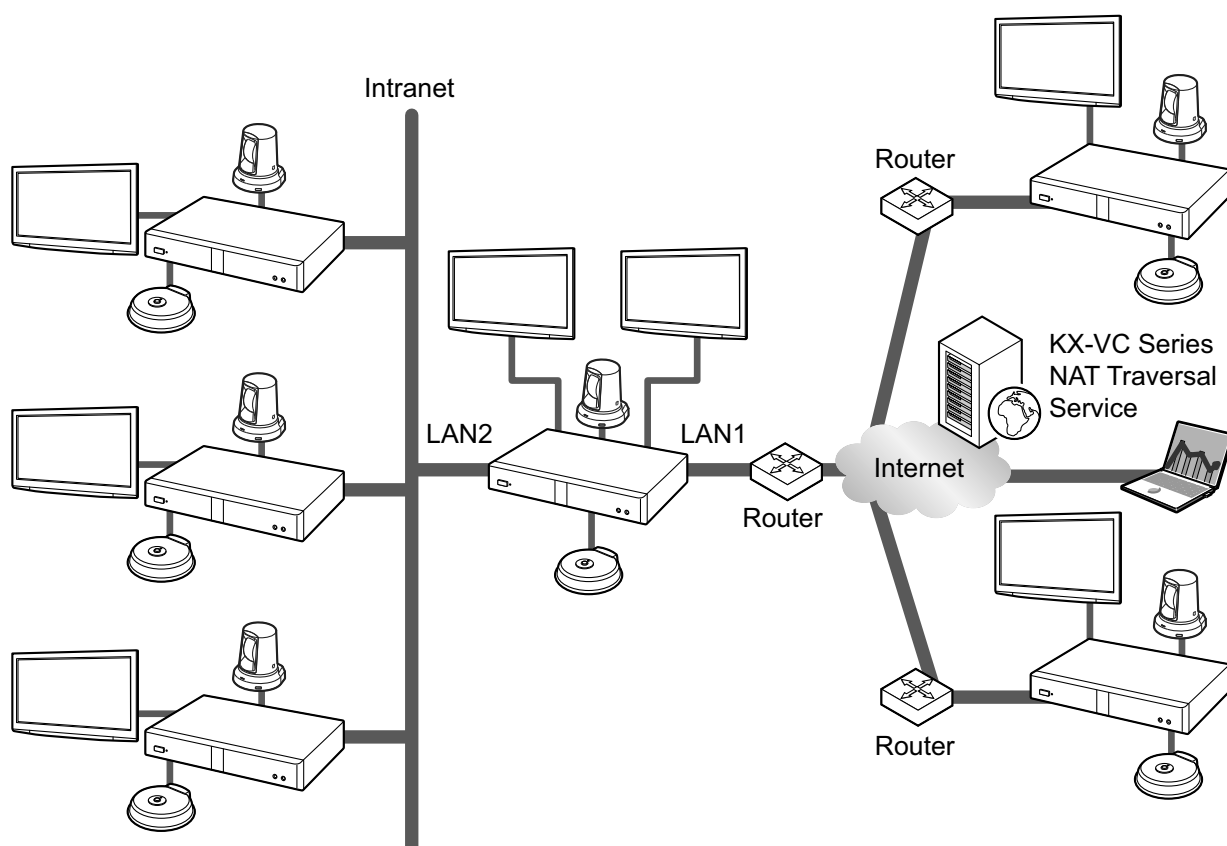 Intranet
Router
KX-VC Series
NAT Traversal
Service
LAN2
LAN1
Internet
Router
Router